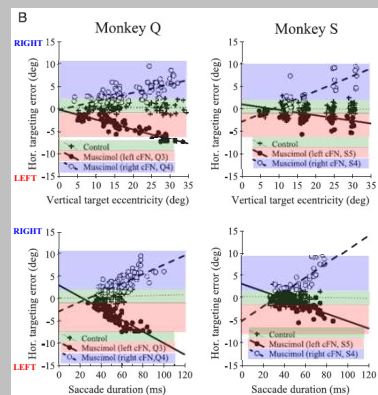 B
Monkey Q
Monkey S
RIGHT
Hor. targeting error (deg)
15
10
5
0
-5
-10
-15
Control
Muscimol (left cFN, Q3)
Muscimol (right cFN, Q4)
LEFT
0 5 10 15 20 25 30 35
Vertical target eccentricity (deg)
Hor. targeting error (deg)
15
10
5
0
-5
-10
-15
Control
Muscimol (left cFN, S5)
Muscimol (right cFN, S4)
0 5 10 15 20 25 30 35
Vertical target eccentricity (deg)
RIGHT
Hor. targeting error (deg)
15
10
5
0
-5
-10
-15
Control
Muscimol (left cFN, Q3)
Muscimol (right cFN,Q4)
LEFT
0 20 40 60 80 100 120
Saccade duration (ms)
Hor. targeting error (deg)
15
10
5
0
-5
-10
-15
Control
Muscimol (left cFN, S5)
Muscimol (right cFN, S4)
0 20 40 60 80 100 120
Saccade duration (ms)